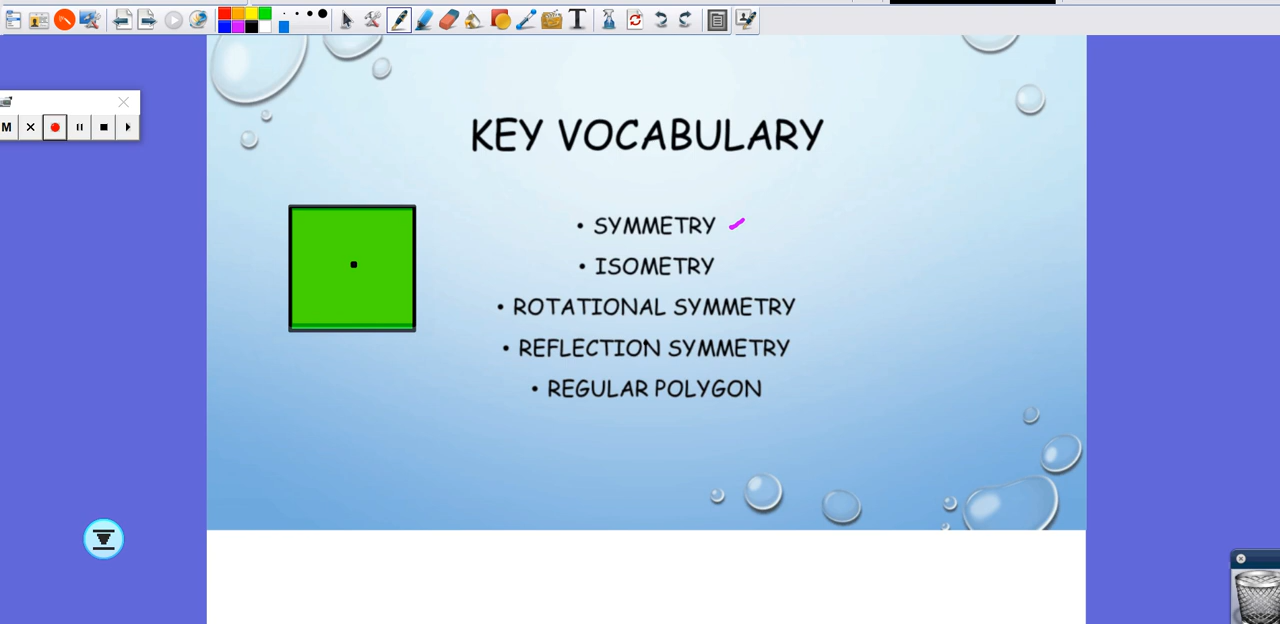 T
M
KEY VOCABULARY
• SYMMETRY
• ISOMETRY
• ROTATIONAL SYMMETRY
• REFLECTION SYMMETRY
• REGULAR POLYGON